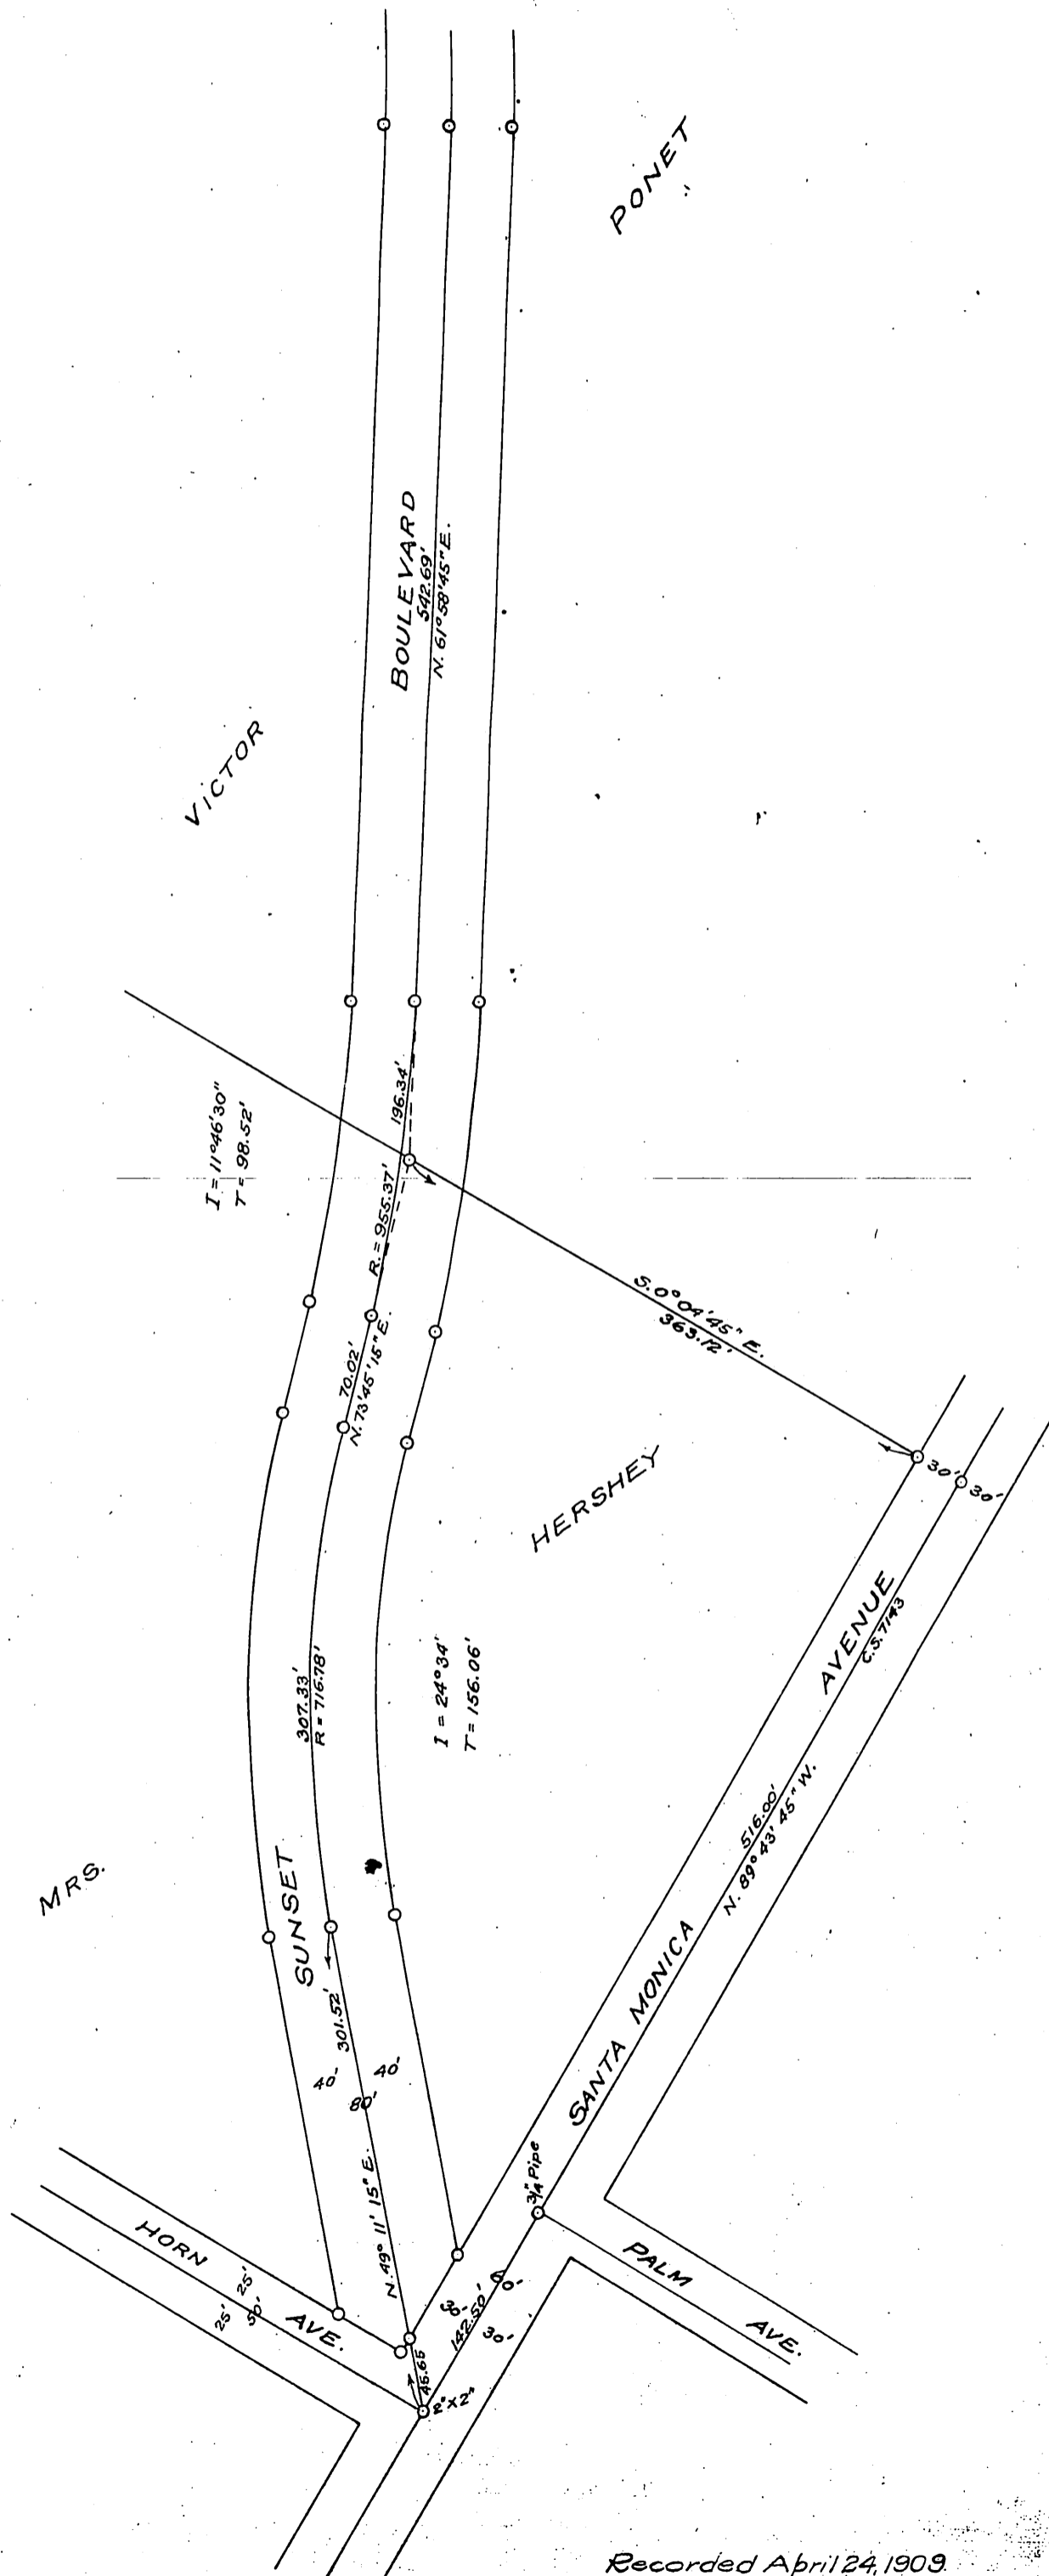 PONET
BOULEVARD
542.69'
N. 61° 58' 45" E.
VICTOR
I = 11°46'30"
T = 98.52'
196.34'
R. = 955.37'
70.02'
N. 73° 45' 15" E.
S. 0° 04' 45" E.
363.12'
30'
30'
HERSHEY
AVENUE
C.S. 7143
307.33'
R = 716.78'
I = 24° 34'
T = 156.06'
516.00'
N. 89° 43' 45" W.
MRS.
SUNSET
SANTA MONICA
301.52'
40'
40'
80'
N. 49° 11' 15" E.
3/4" Pipe
HORN
AVE.
25'
50'
25'
PALM
AVE.
60'
30'
142.50'
30'
45.65
2" X 2"
Recorded April 24, 1909.